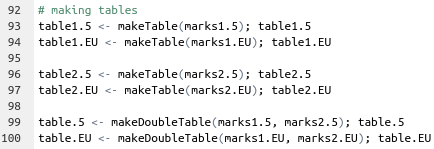 92 # making tables
93 table1.5 <- makeTable(marks1.5); table1.5
94 table1.EU <- makeTable(marks1.EU); table1.EU
95
96 table2.5 <- makeTable(marks2.5); table2.5
97 table2.EU <- makeTable(marks2.EU); table2.EU
98
99 table.5 <- makeDoubleTable(marks1.5, marks2.5); table.5
100 table.EU <- makeDoubleTable(marks1.EU, marks2.EU); table.EU